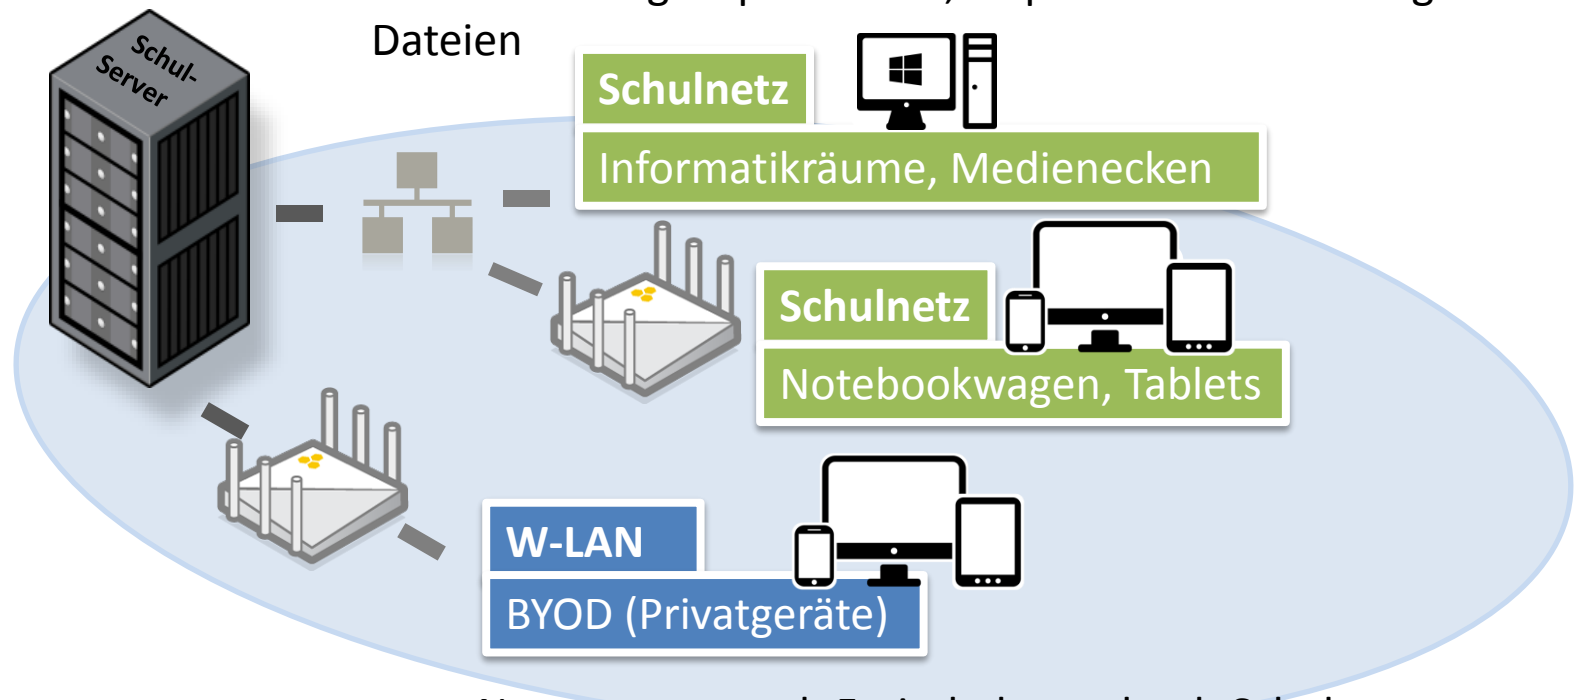 Dateien
Schul-
Server
Schulnetz
Informatikräume, Medienecken
Schulnetz
Notebookwagen, Tablets
W-LAN
BYOD (Privatgeräte)